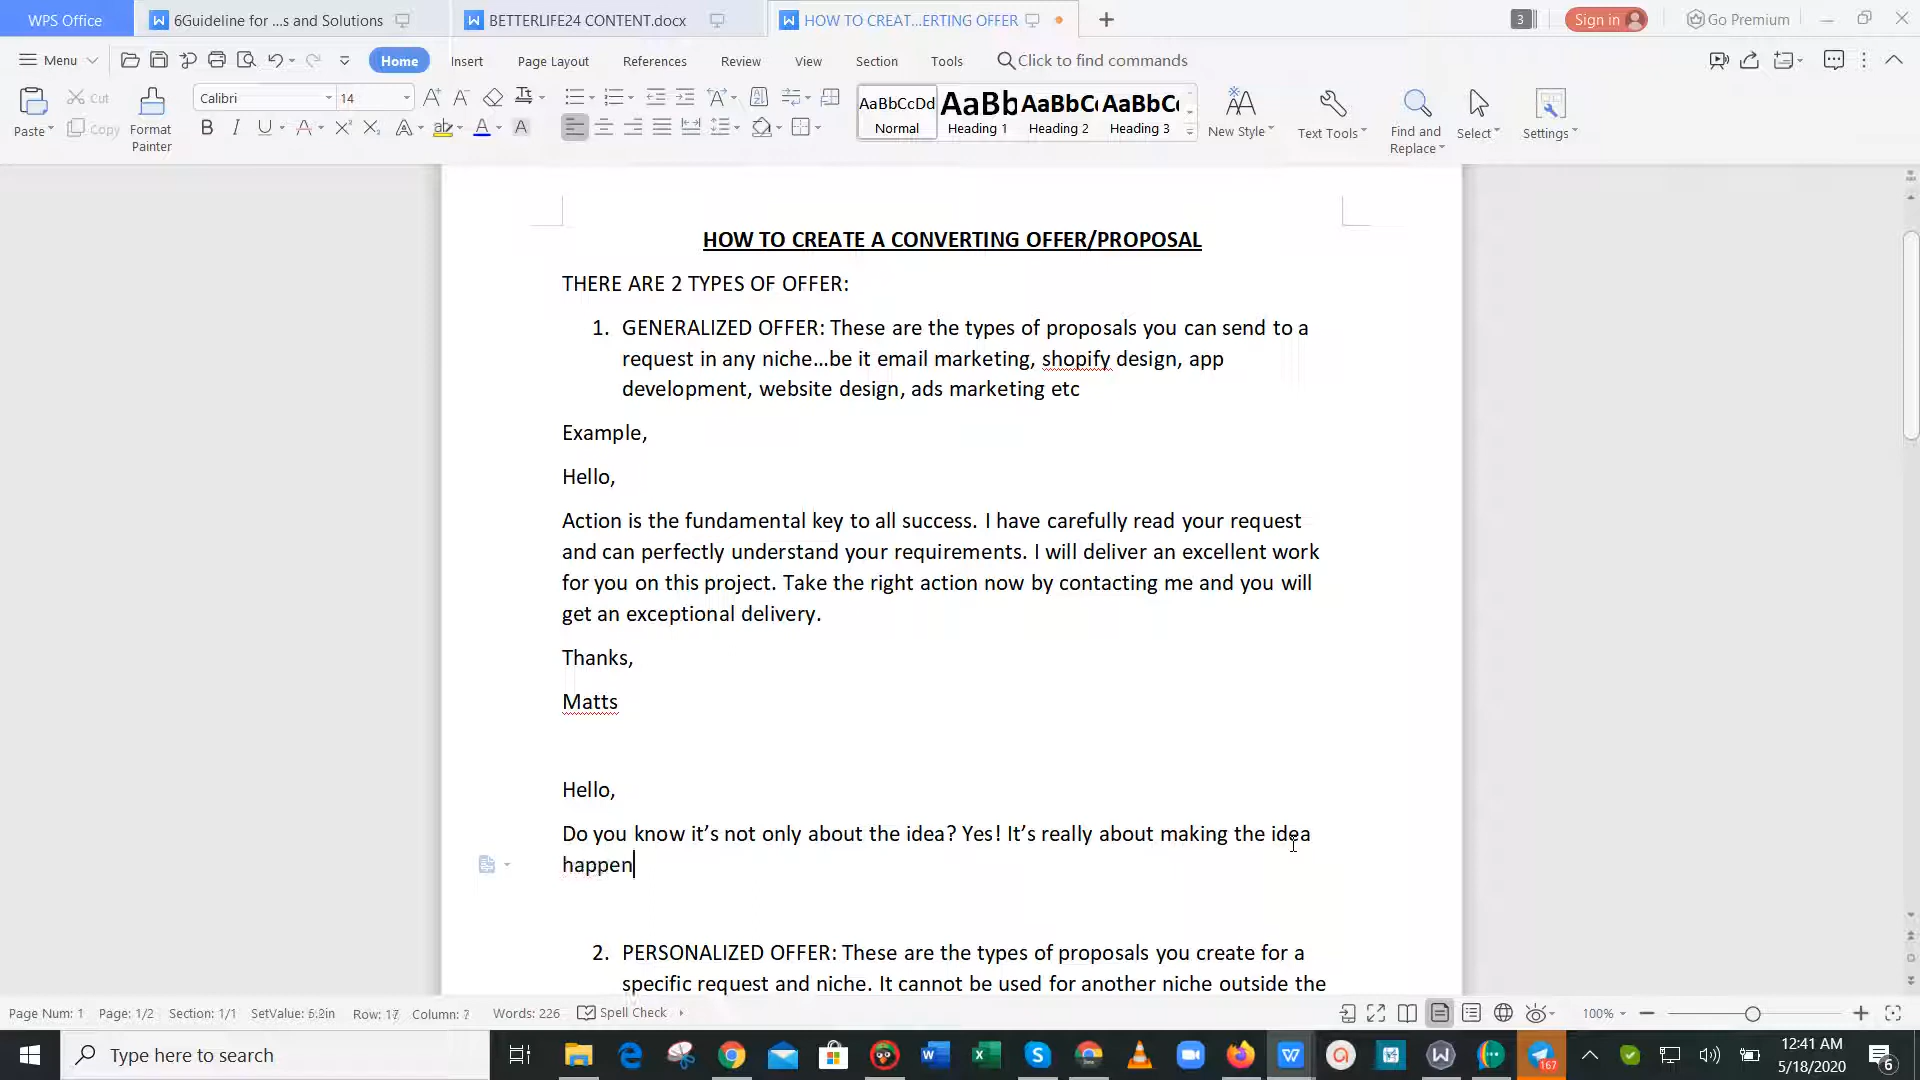 WPS Office
6Guideline for ...s and Solutions
BETTERLIFE24 CONTENT.docx
HOW TO CREAT...ERTING OFFER
3
Sign in
Go Premium
Menu
Home
Insert
Page Layout
References
Review
View
Section
Tools
Click to find commands
Paste
Cut
Copy
Format Painter
Calibri
14
AaBbCcDd
Normal
AaBb
Heading 1
AaBbC
Heading 2
AaBbC
Heading 3
New Style
Text Tools
Find and Replace
Select
Settings
HOW TO CREATE A CONVERTING OFFER/PROPOSAL
THERE ARE 2 TYPES OF OFFER:
1. GENERALIZED OFFER: These are the types of proposals you can send to a
request in any niche...be it email marketing, shopify design, app
development, website design, ads marketing etc
Example,
Hello,
Action is the fundamental key to all success. I have carefully read your request
and can perfectly understand your requirements. I will deliver an excellent work
for you on this project. Take the right action now by contacting me and you will
get an exceptional delivery.
Thanks,
Matts
Hello,
Do you know it’s not only about the idea? Yes! It’s really about making the idea
happen
2. PERSONALIZED OFFER: These are the types of proposals you create for a
specific request and niche. It cannot be used for another niche outside the
Page Num: 1
Page: 1/2
Section: 1/1
SetValue: 6.2in
Row: 17
Column: 7
Words: 226
Spell Check
100%
Type here to search
167
12:41 AM
5/18/2020
6